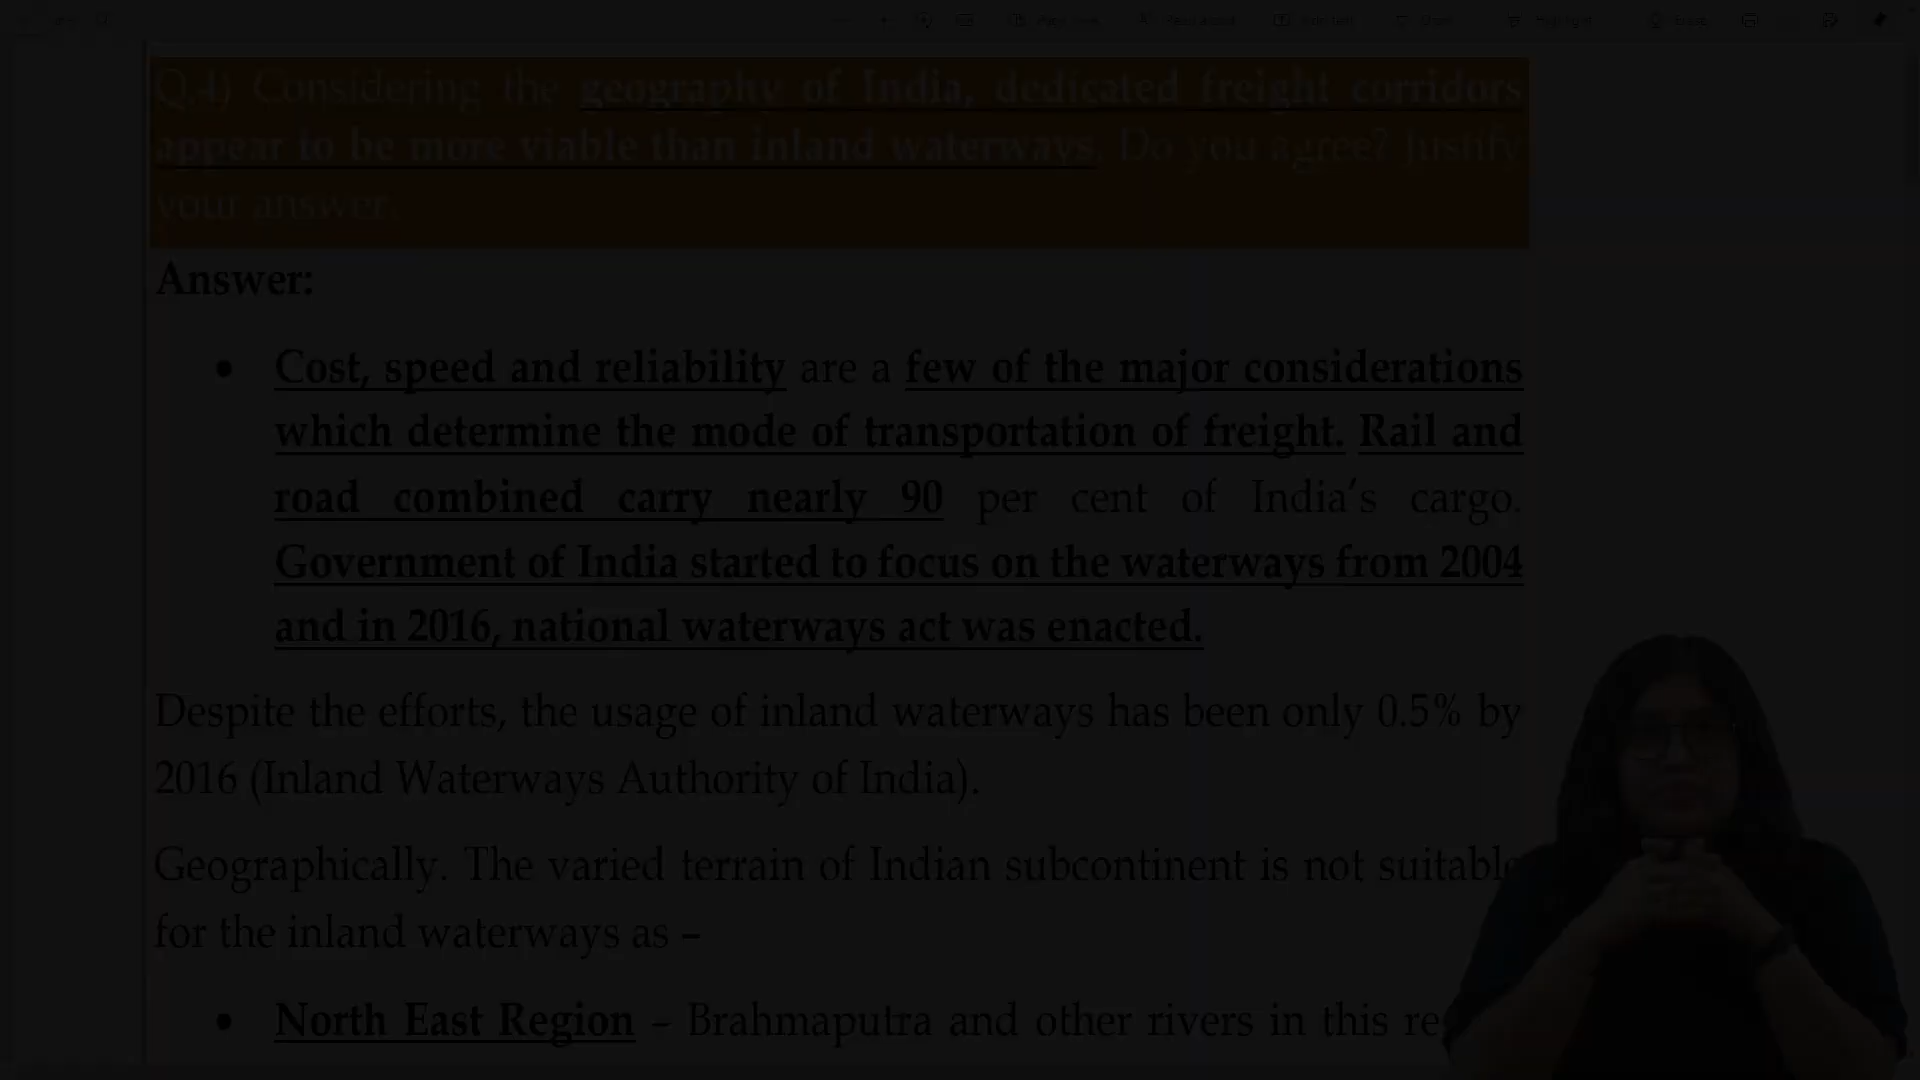 Q.4) Considering the geography of India, dedicated freight corridors
appear to be more viable than inland waterways. Do you agree? Justify
your answer.
Answer:
• Cost, speed and reliability are a few of the major considerations
which determine the mode of transportation of freight. Rail and
road combined carry nearly 90 per cent of India's cargo.
Government of India started to focus on the waterways from 2004
and in 2016, national waterways act was enacted.
Despite the efforts, the usage of inland waterways has been only 0.5% by
2016 (Inland Waterways Authority of India).
Geographically. The varied terrain of Indian subcontinent is not suitable
for the inland waterways as –
• North East Region – Brahmaputra and other rivers in this